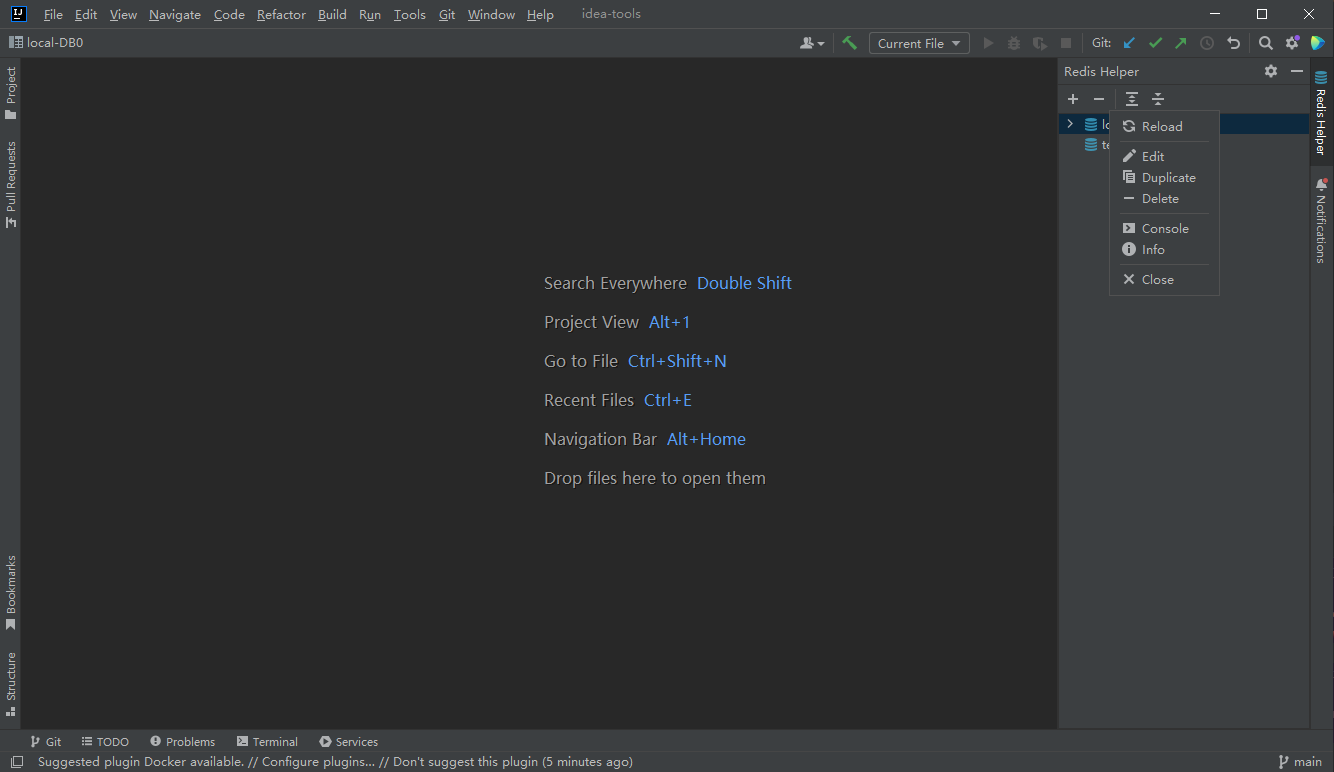 File Edit View Navigate Code Refactor Build Run Tools Git Window Help idea-tools
local-DB0
Current File
Git:
Project
Pull Requests
Bookmarks
Structure
Search Everywhere Double Shift
Project View Alt+1
Go to File Ctrl+Shift+N
Recent Files Ctrl+E
Navigation Bar Alt+Home
Drop files here to open them
Redis Helper
Reload
Edit
Duplicate
Delete
Console
Info
Close
Redis Helper
Notifications
Git TODO Problems Terminal Services
Suggested plugin Docker available. // Configure plugins... // Don't suggest this plugin (5 minutes ago)
main